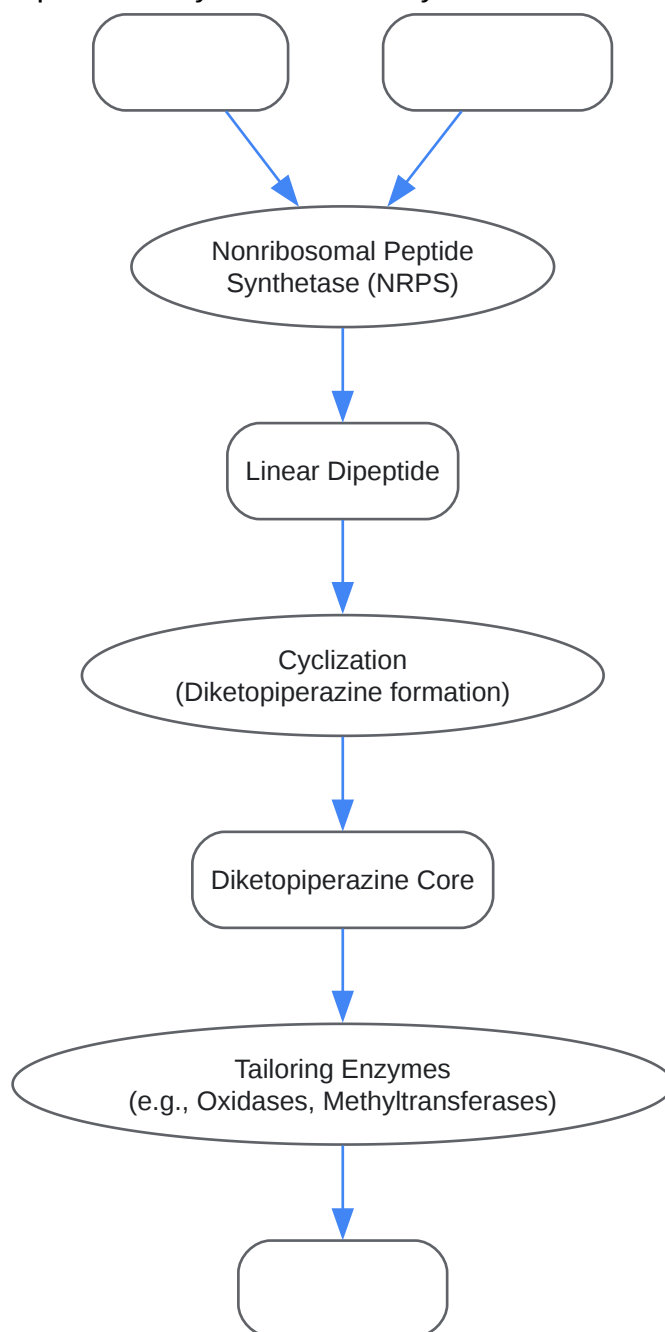 Nonribosomal Peptide
Synthetase (NRPS)
Linear Dipeptide
Cyclization
(Diketopiperazine formation)
Diketopiperazine Core
Tailoring Enzymes
(e.g., Oxidases, Methyltransferases)